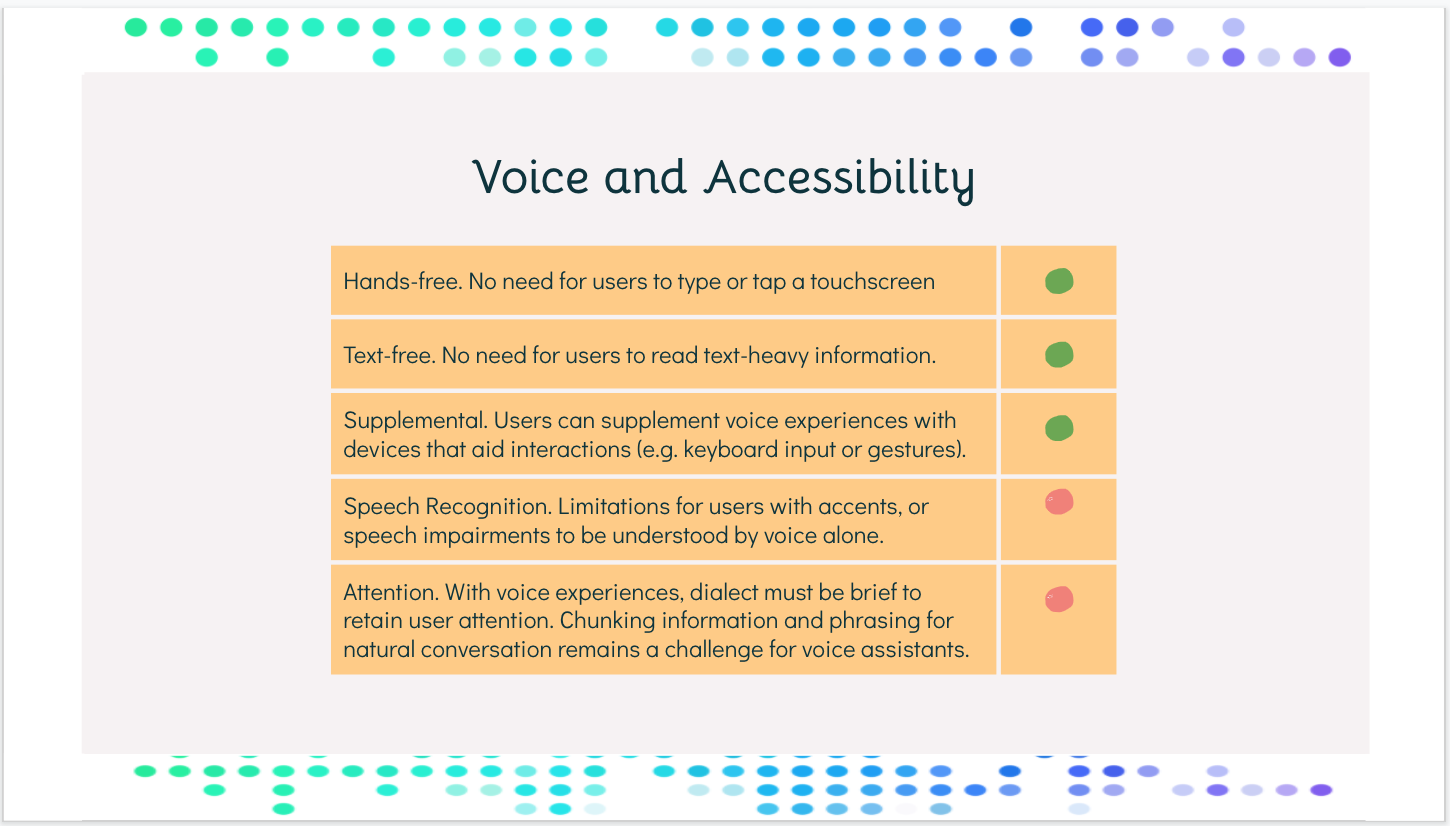 Voice and Accessibility
Hands-free. No need for users to type or tap a touchscreen
Text-free. No need for users to read text-heavy information.
Supplemental. Users can supplement voice experiences with
devices that aid interactions (e.g. keyboard input or gestures).
Speech Recognition. Limitations for users with accents, or
speech impairments to be understood by voice alone.
Attention. With voice experiences, dialect must be brief to
retain user attention. Chunking information and phrasing for
natural conversation remains a challenge for voice assistants.